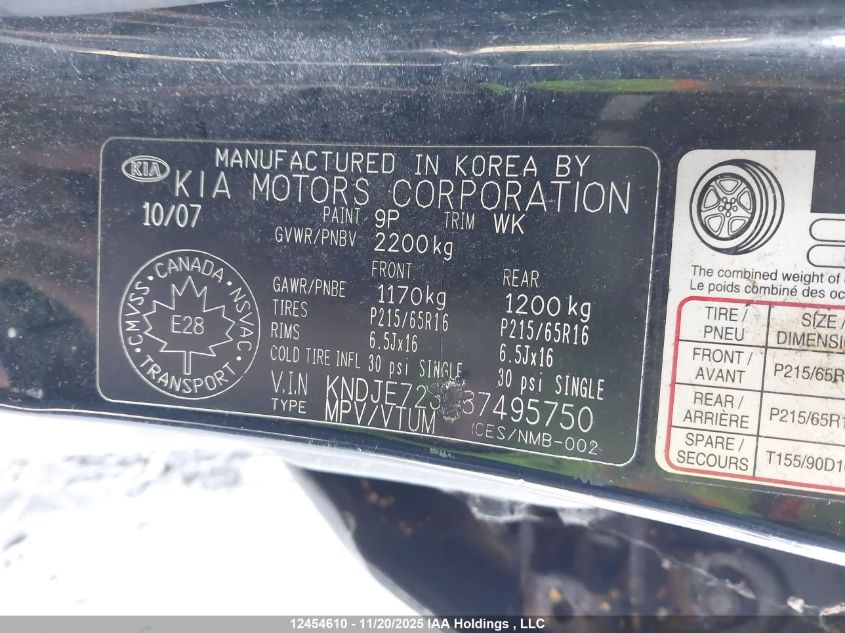 KIA
MANUFACTURED IN KOREA BY
KIA MOTORS CORPORATION
10/07 PAINT 9P TRIM WK
GVWR/PNBV 2200kg
FRONT REAR
GAWR/PNBE 1170kg 1200kg
TIRES P215/65R16 P215/65R16
RIMS 6.5Jx16 6.5Jx16
COLD TIRE INFL 30 psi SINGLE 30 psi SINGLE
V.I.N
TYPE MPV/VTUM ICES/NMB-002
CANADA
CMVSS NSVAC
E28
TRANSPORT
The combined weight of
Le poids combiné des oc
TIRE / PNEU SIZE / DIMENSIO
FRONT / AVANT P215/65R
REAR / ARRIÈRE P215/65R1
SPARE / SECOURS T155/90D1
12454610 - 11/20/2025 IAA Holdings , LLC